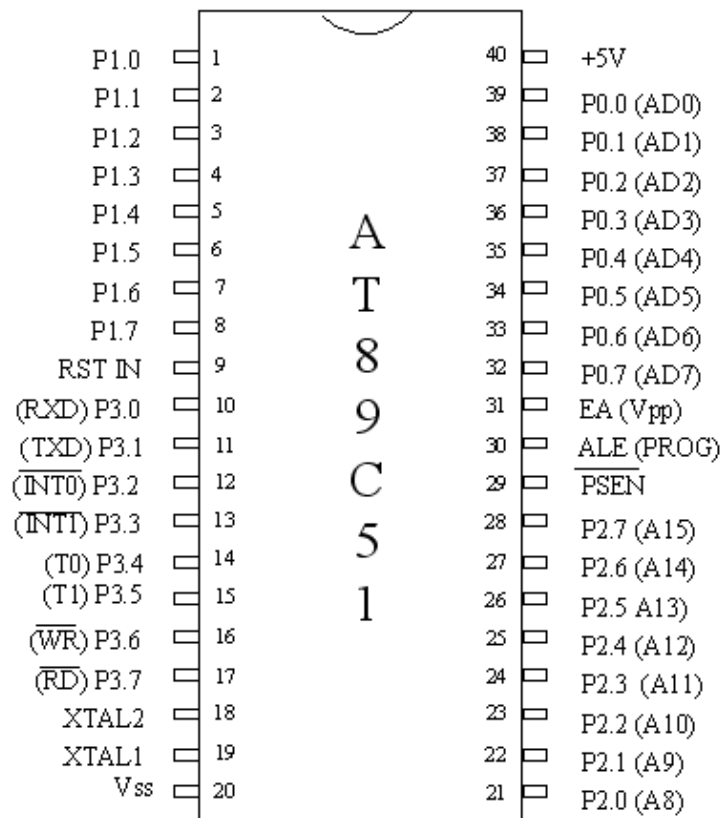 P1.0 1 40 +5V
P1.1 2 39 P0.0 (AD0)
P1.2 3 38 P0.1 (AD1)
P1.3 4 37 P0.2 (AD2)
P1.4 5 36 P0.3 (AD3)
P1.5 6 35 P0.4 (AD4)
P1.6 7 34 P0.5 (AD5)
P1.7 8 33 P0.6 (AD6)
RST IN 9 32 P0.7 (AD7)
(RXD) P3.0 10 31 EA (Vpp)
(TXD) P3.1 11 30 ALE (PROG)
(INT0) P3.2 12 29 PSEN
(INT1) P3.3 13 28 P2.7 (A15)
(T0) P3.4 14 27 P2.6 (A14)
(T1) P3.5 15 26 P2.5 A13)
(WR) P3.6 16 25 P2.4 (A12)
(RD) P3.7 17 24 P2.3 (A11)
XTAL2 18 23 P2.2 (A10)
XTAL1 19 22 P2.1 (A9)
Vss 20 21 P2.0 (A8)
AT89C51